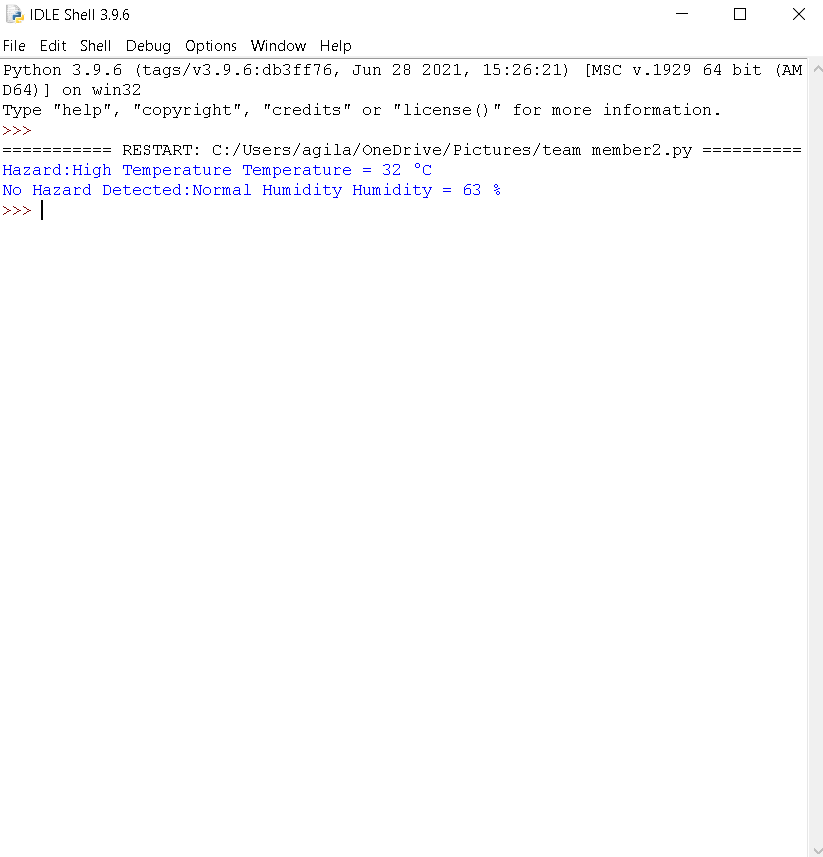 IDLE Shell 3.9.6
File Edit Shell Debug Options Window Help
Python 3.9.6 (tags/v3.9.6:db3ff76, Jun 28 2021, 15:26:21) [MSC v.1929 64 bit (AM
D64)] on win32
Type "help", "copyright", "credits" or "license()" for more information.
>>>
=========== RESTART: C:/Users/agila/OneDrive/Pictures/team member2.py ==========
Hazard:High Temperature Temperature = 32 °C
No Hazard Detected:Normal Humidity Humidity = 63 %
>>>